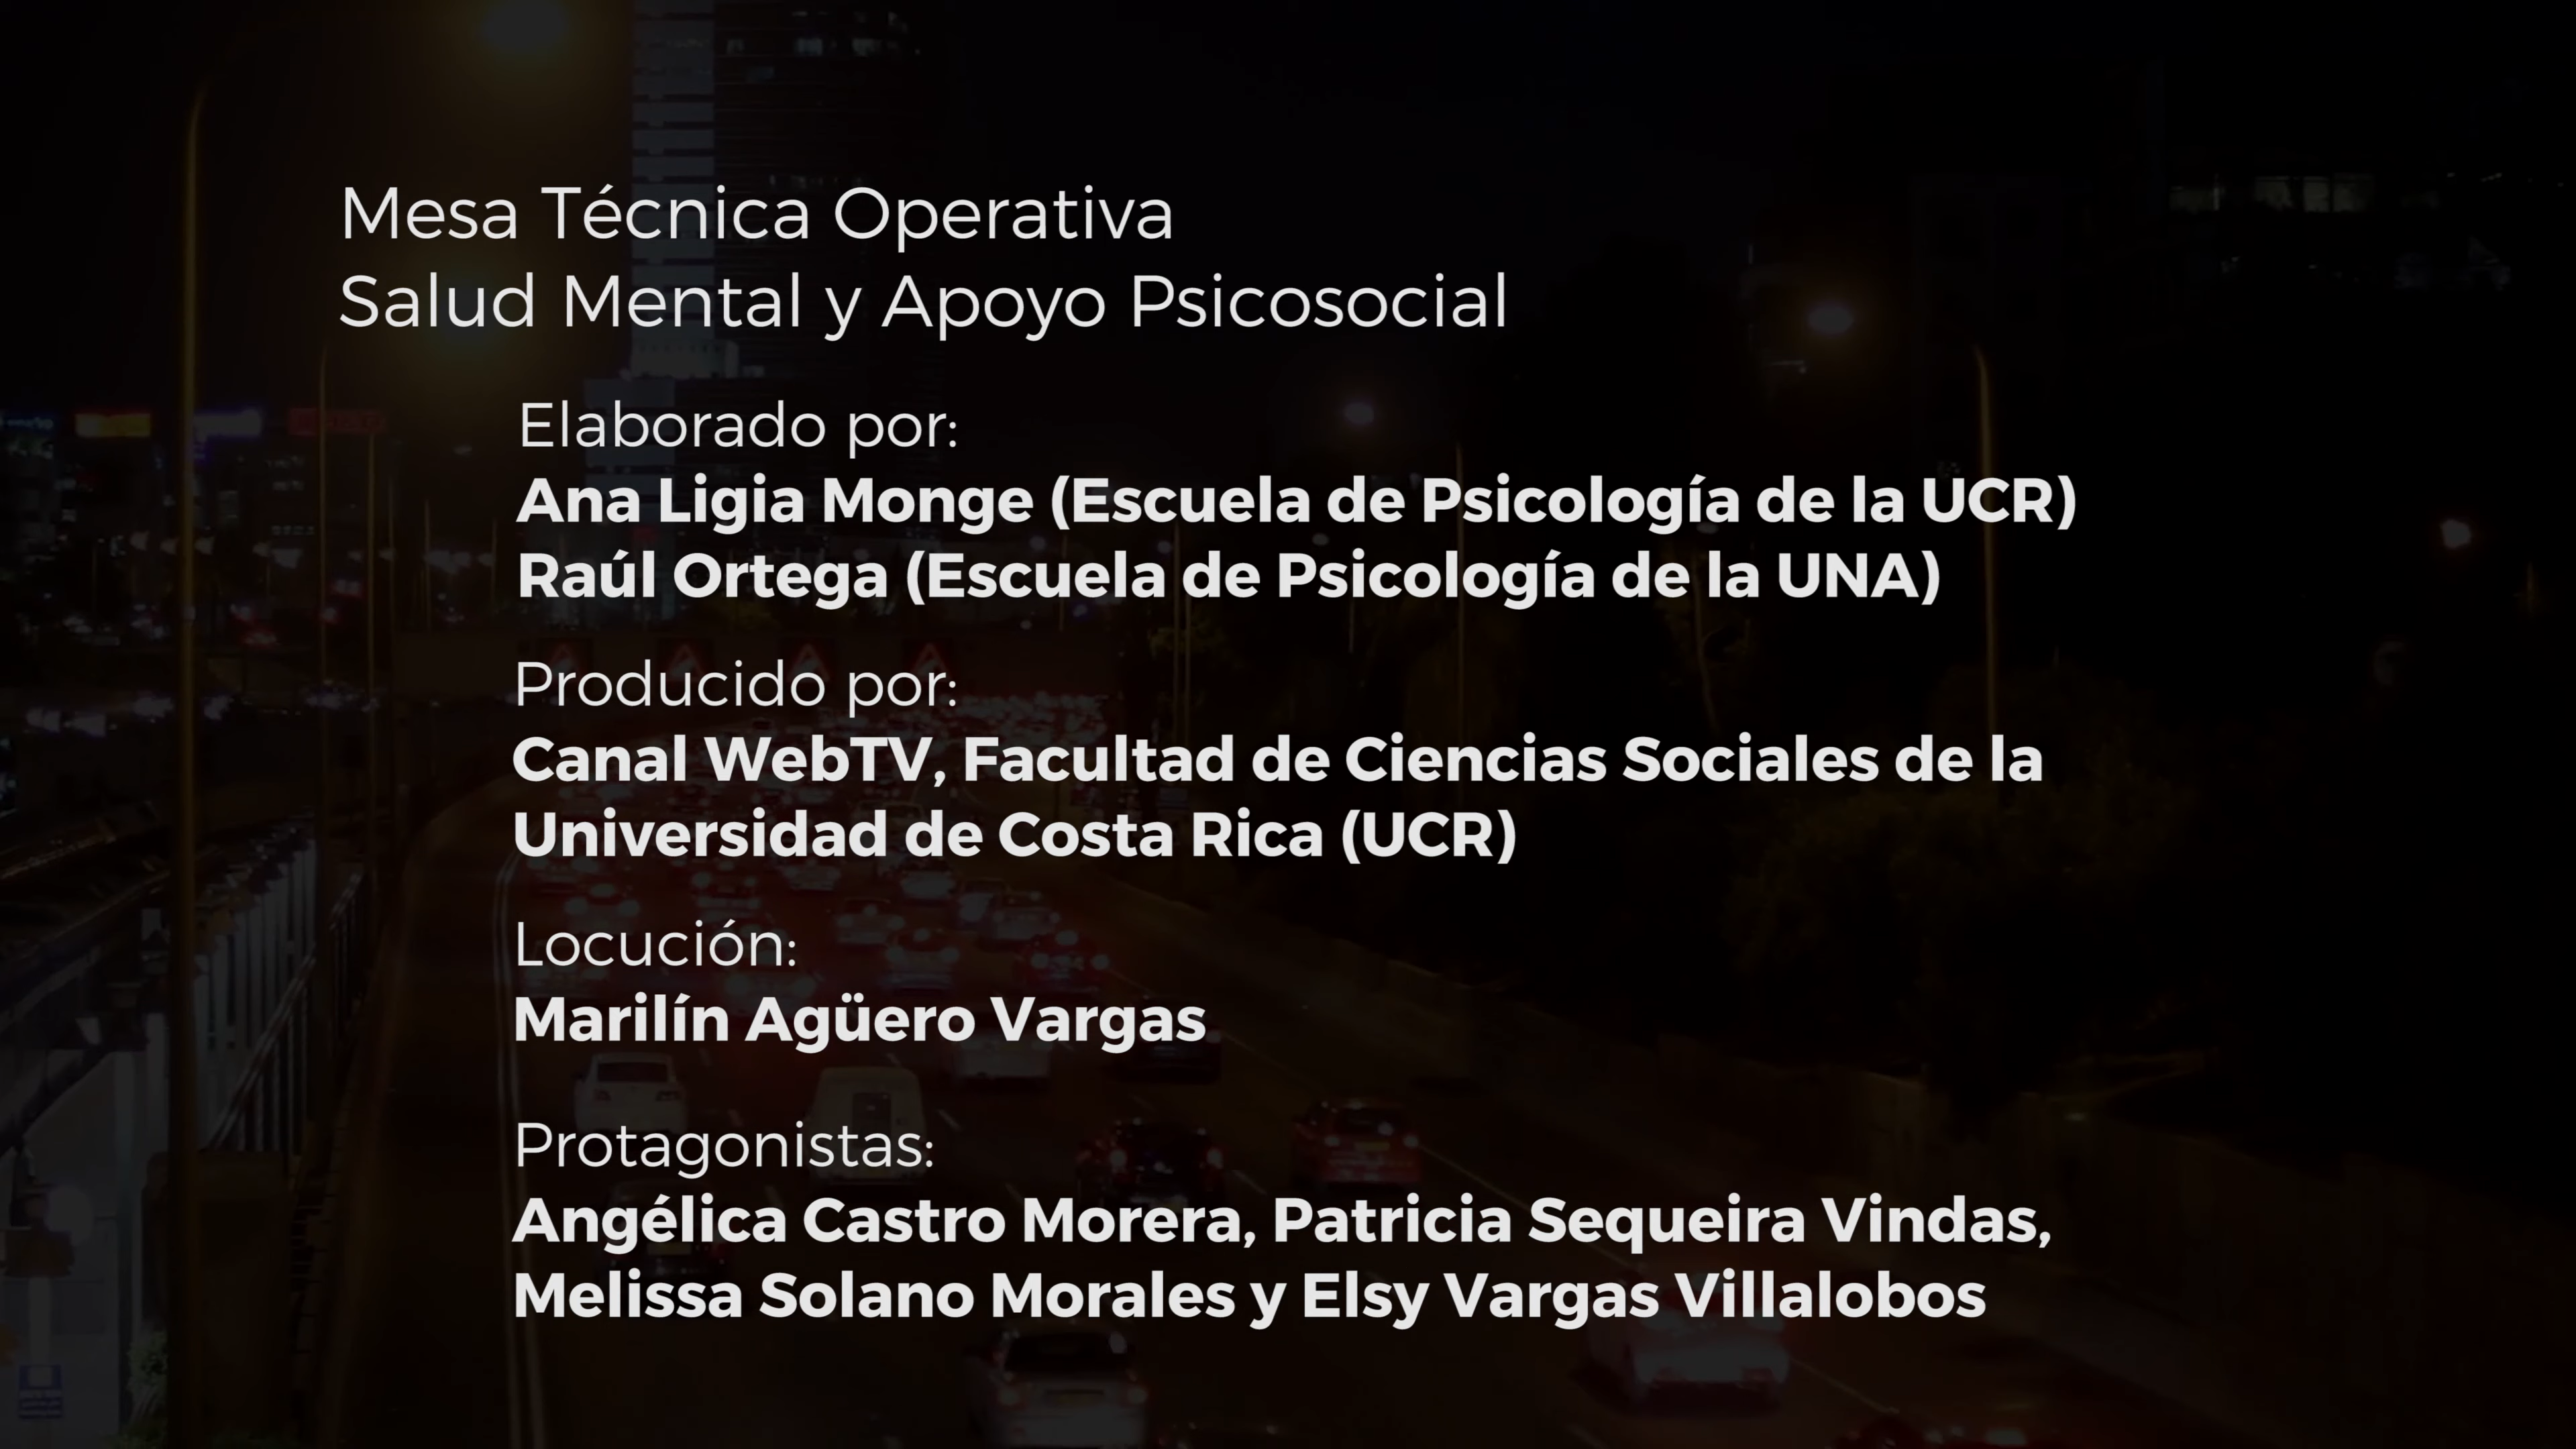 Mesa Técnica Operativa
Salud Mental y Apoyo Psicosocial
Elaborado por:
Ana Ligia Monge (Escuela de Psicología de la UCR)
Raúl Ortega (Escuela de Psicología de la UNA)
Producido por:
Canal WebTV, Facultad de Ciencias Sociales de la
Universidad de Costa Rica (UCR)
Locución:
Marilín Agüero Vargas
Protagonistas:
Angélica Castro Morera, Patricia Sequeira Vindas,
Melissa Solano Morales y Elsy Vargas Villalobos